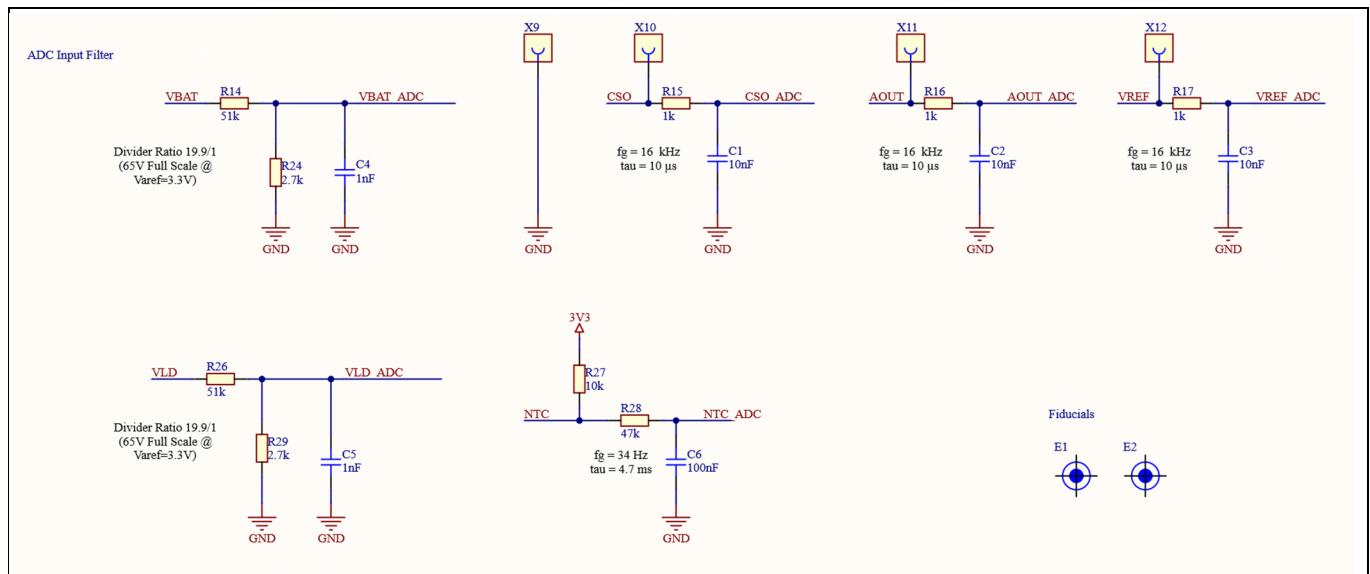 ADC Input Filter
X9
X10
X11
X12
VBAT
R14
51k
VBAT_ADC
CSO
R15
1k
CSO_ADC
AOUT
R16
1k
AOUT_ADC
VREF
R17
1k
VREF_ADC
Divider Ratio 19.9/1
(65V Full Scale @
Varef=3.3V)
R24
2.7k
C4
1nF
fg = 16 kHz
tau = 10 µs
C1
10nF
fg = 16 kHz
tau = 10 µs
C2
10nF
fg = 16 kHz
tau = 10 µs
C3
10nF
GND
GND
GND
GND
GND
GND
3V3
R27
10k
VLD
R26
51k
VLD_ADC
NTC
R28
47k
NTC_ADC
Divider Ratio 19.9/1
(65V Full Scale @
Varef=3.3V)
R29
2.7k
C5
1nF
fg = 34 Hz
tau = 4.7 ms
C6
100nF
Fiducials
E1
E2
GND
GND
GND